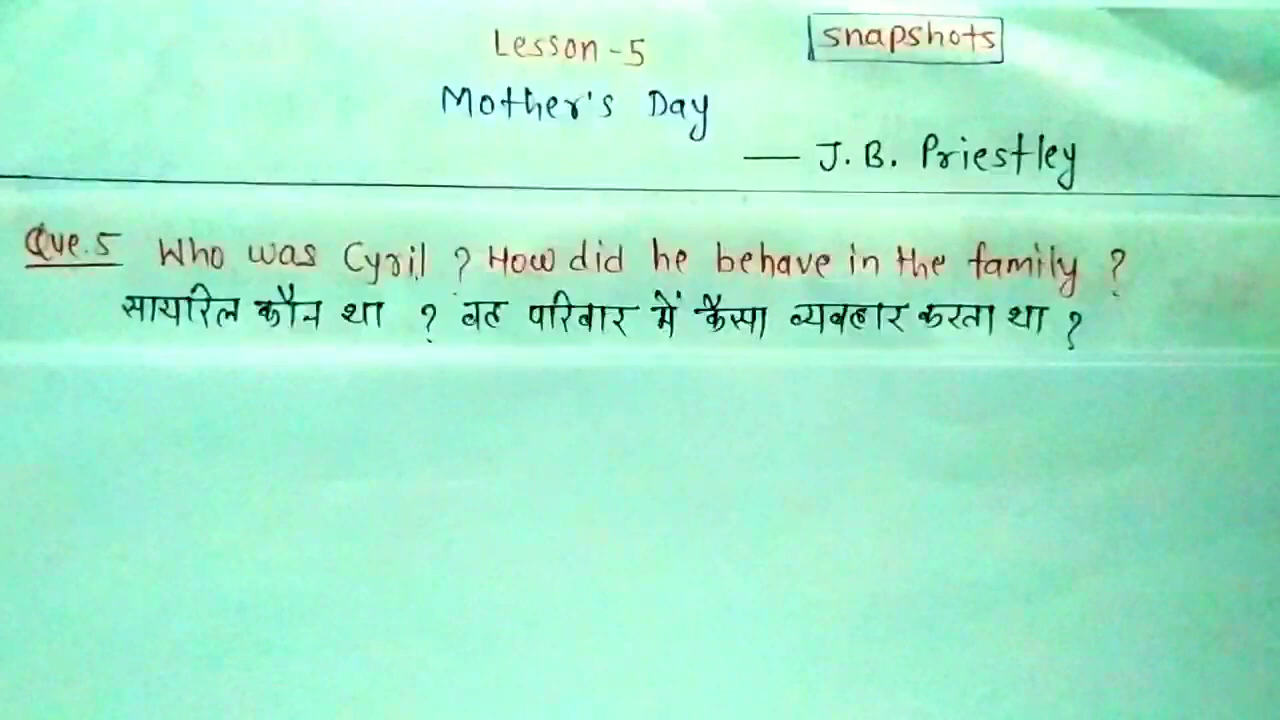 Lesson - 5
snapshots
Mother's Day
— J. B. Priestley
Que. 5 Who was Cyril ? How did he behave in the family ?
सायरिल कौन था ? वह परिवार में कैसा व्यवहार करता था ?